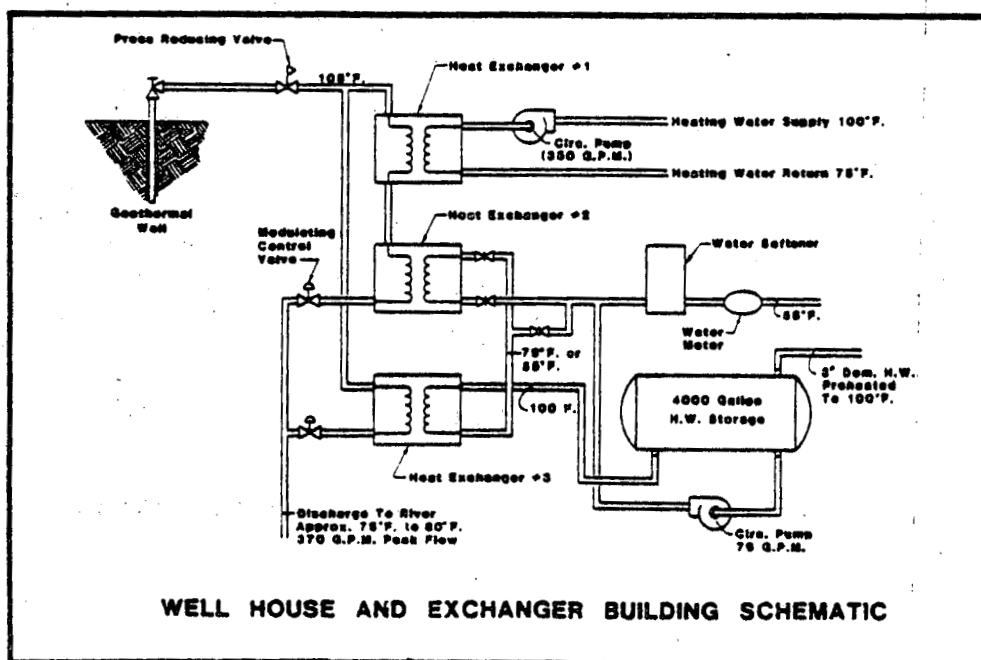 Press Reducing Valve
105°F.
Heat Exchanger #1
Heating Water Supply 100°F.
Circ. Pump
(350 G.P.M.)
Heating Water Return 75°F.
Geothermal
Well
Heat Exchanger #2
Modulating
Control
Valve
Water Softener
55°F.
Water
Meter
75°F. or
55°F.
3" Dom. H.W.
Preheated
To 100°F.
4000 Gallon
H.W. Storage
100 F.
Heat Exchanger #3
Discharge To River
Approx. 75°F. to 80°F.
370 G.P.M. Peak Flow
Circ. Pump
75 G.P.M.
WELL HOUSE AND EXCHANGER BUILDING SCHEMATIC